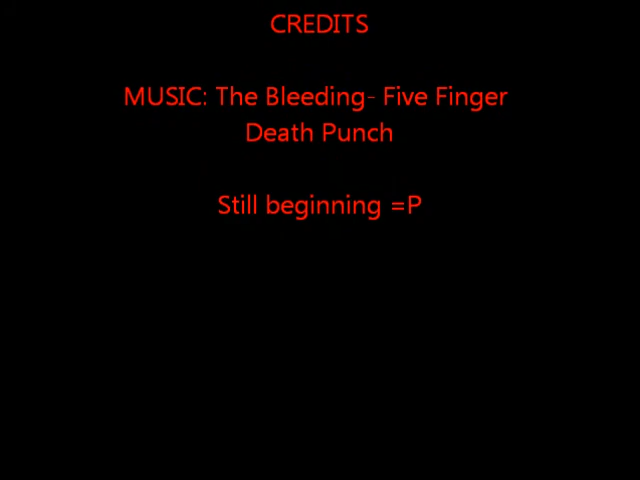 CREDITS
MUSIC: The Bleeding- Five Finger
Death Punch
Still beginning =P